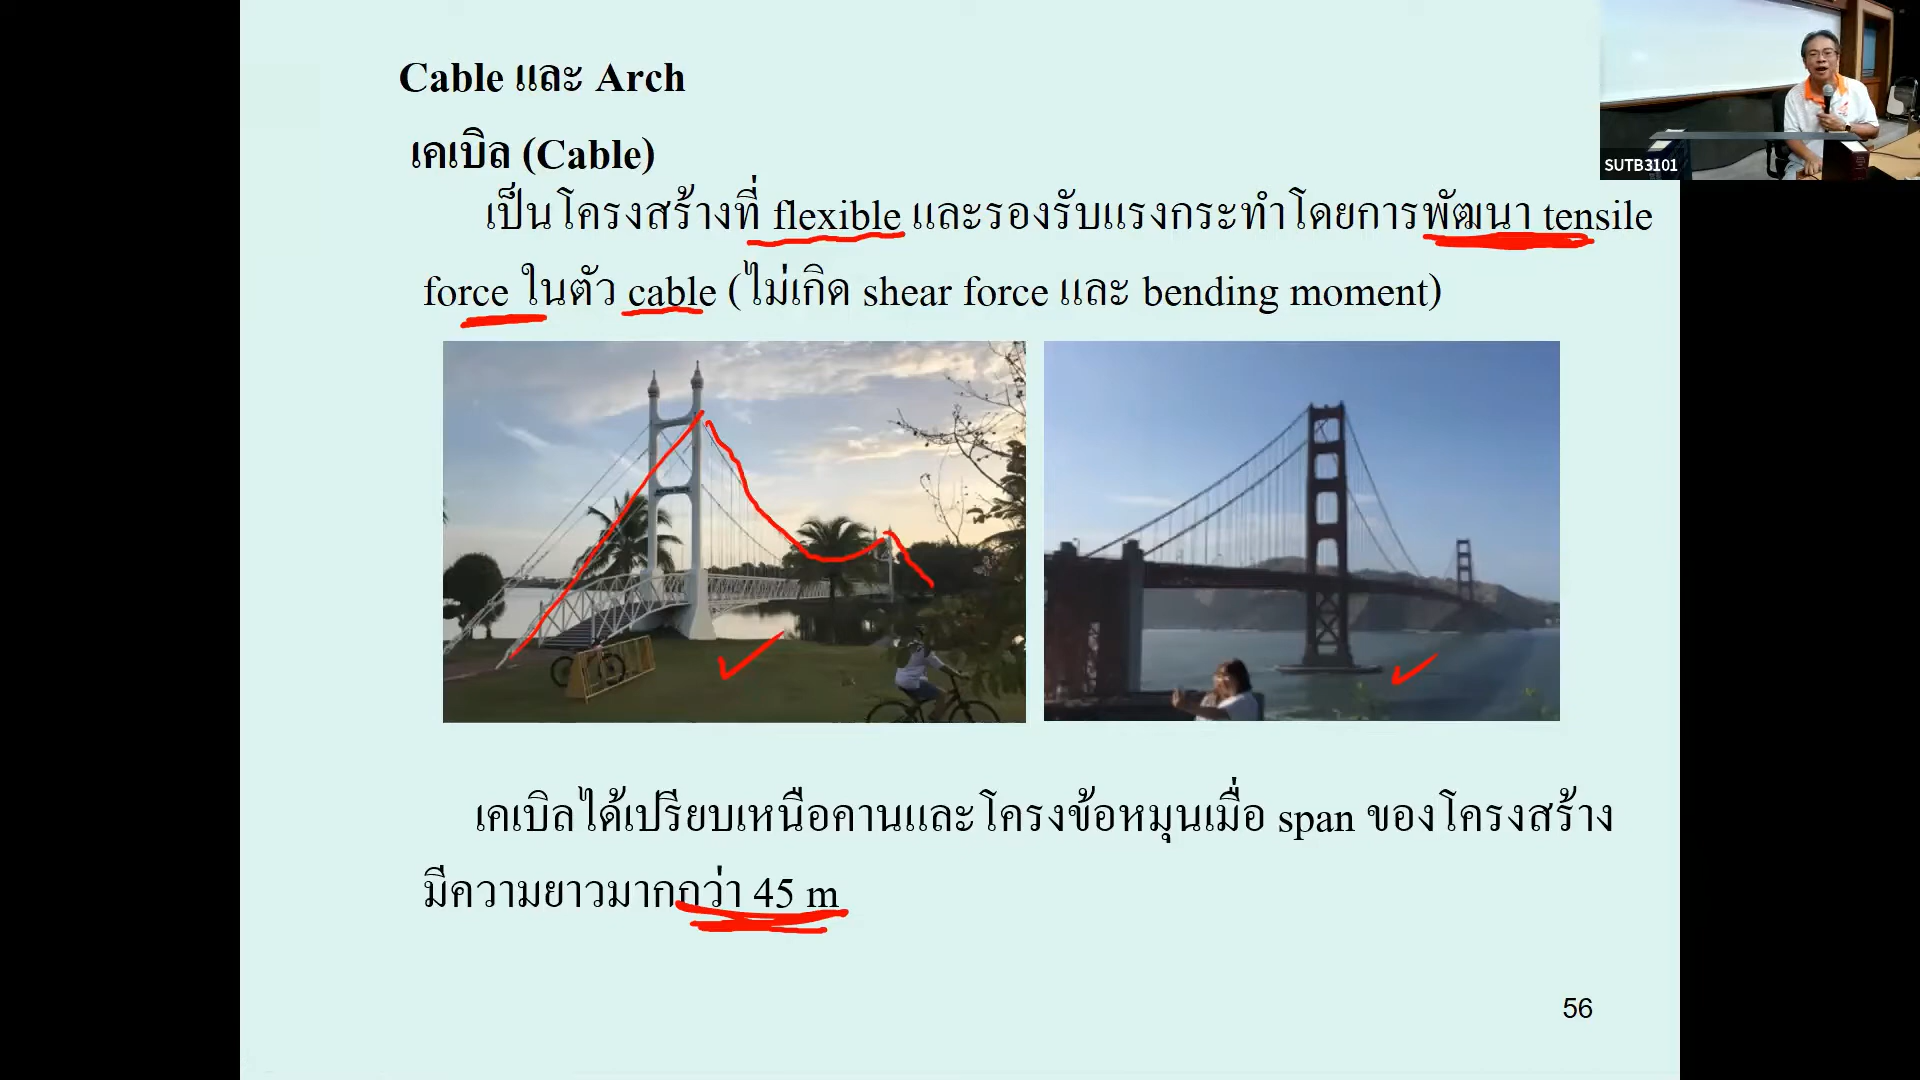 Cable และ Arch
เคเบิล (Cable)
เป็นโครงสร้างที่ flexible และรองรับแรงกระทำโดยการพัฒนา tensile
force ในตัว cable (ไม่เกิด shear force และ bending moment)
เคเบิลได้เปรียบเหนือคานและโครงข้อหมุนเมื่อ span ของโครงสร้าง
มีความยาวมากกว่า 45 m
56
SUTB3101